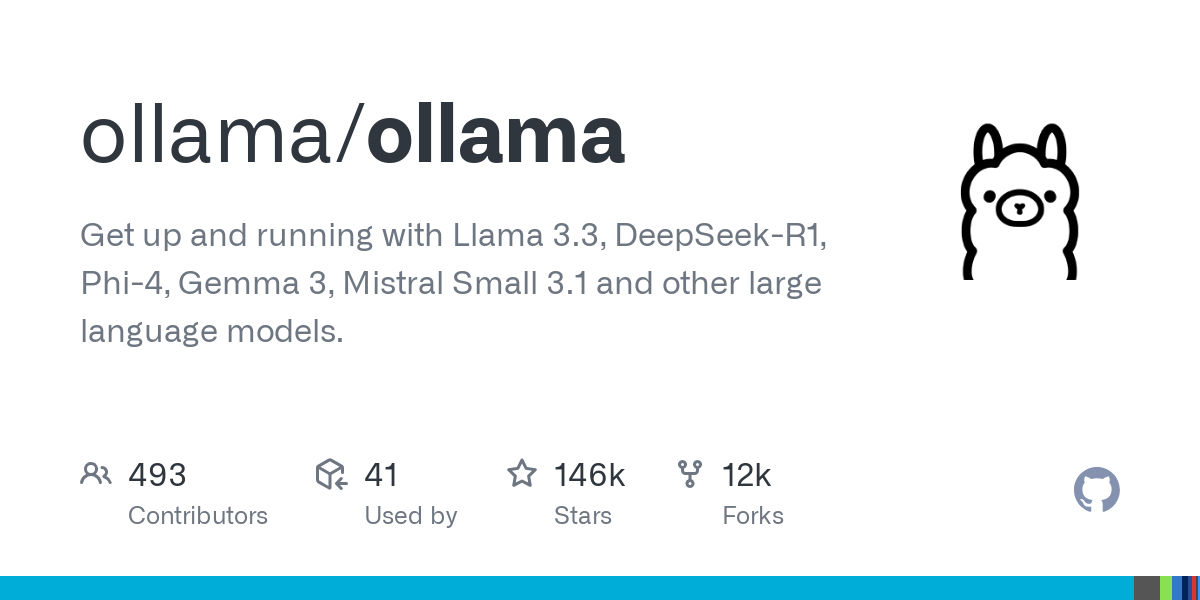 ollama/ollama
Get up and running with Llama 3.3, DeepSeek-R1,
Phi-4, Gemma 3, Mistral Small 3.1 and other large
language models.
493 41 146k 12k
Contributors Used by Stars Forks